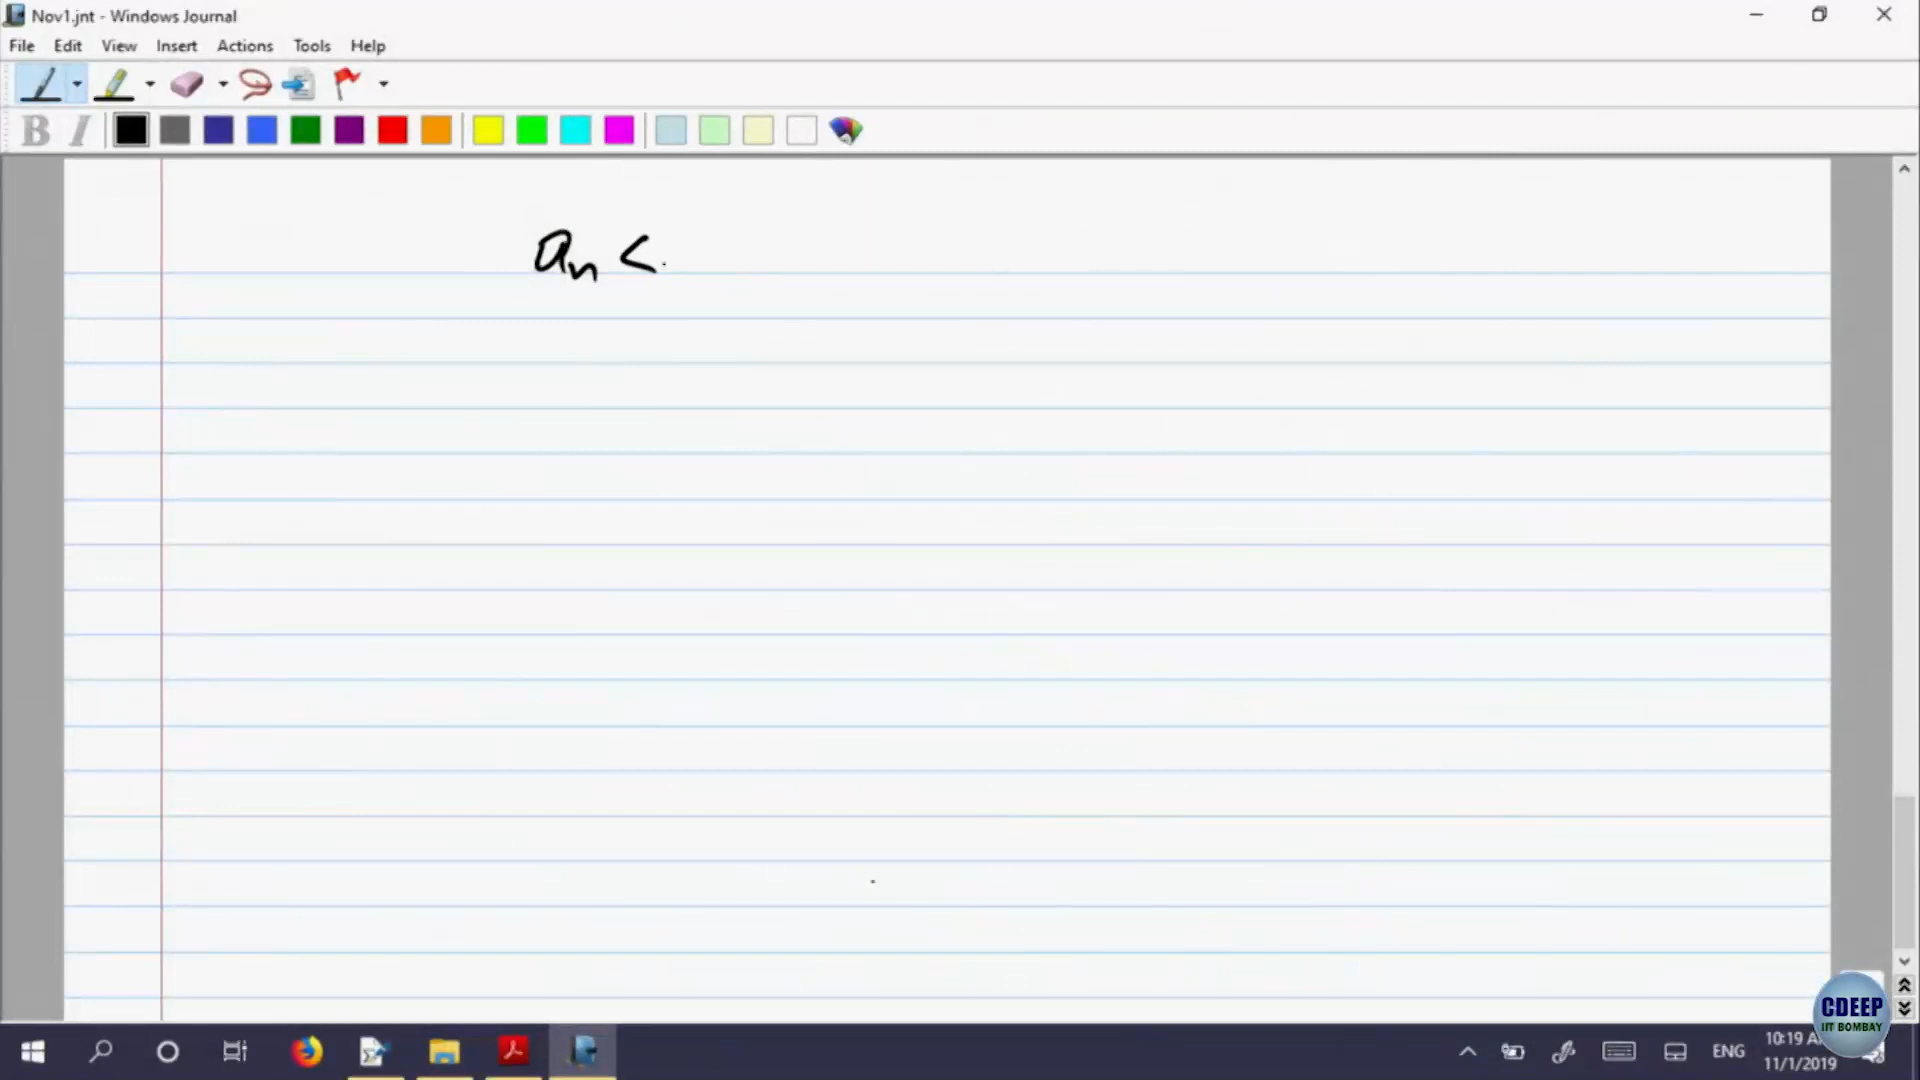 Nov1.jnt - Windows Journal
File Edit View Insert Actions Tools Help
B I
an <
CDEEP
IIT BOMBAY
ENG
10:19 A
11/1/2019